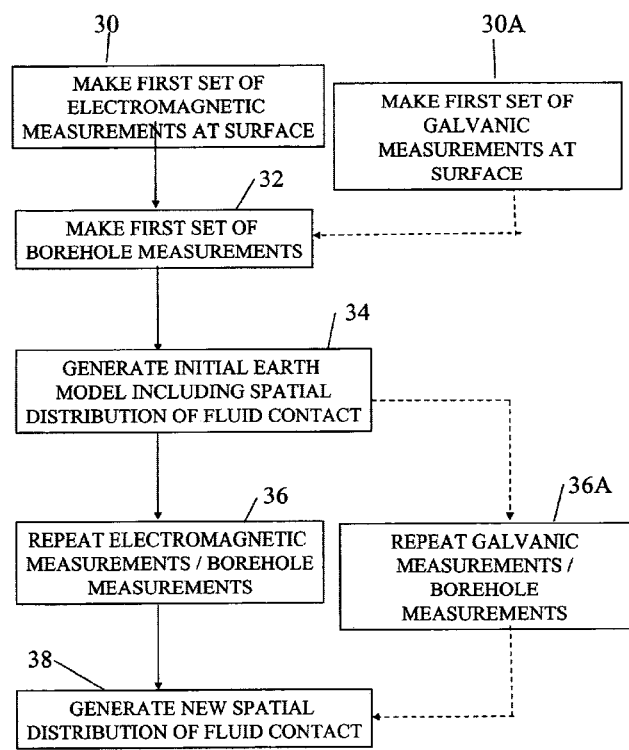 30
MAKE FIRST SET OF
ELECTROMAGNETIC
MEASUREMENTS AT SURFACE
30A
MAKE FIRST SET OF
GALVANIC
MEASUREMENTS AT
SURFACE
32
MAKE FIRST SET OF
BOREHOLE MEASUREMENTS
34
GENERATE INITIAL EARTH
MODEL INCLUDING SPATIAL
DISTRIBUTION OF FLUID CONTACT
36
REPEAT ELECTROMAGNETIC
MEASUREMENTS / BOREHOLE
MEASUREMENTS
36A
REPEAT GALVANIC
MEASUREMENTS /
BOREHOLE
MEASUREMENTS
38
GENERATE NEW SPATIAL
DISTRIBUTION OF FLUID CONTACT